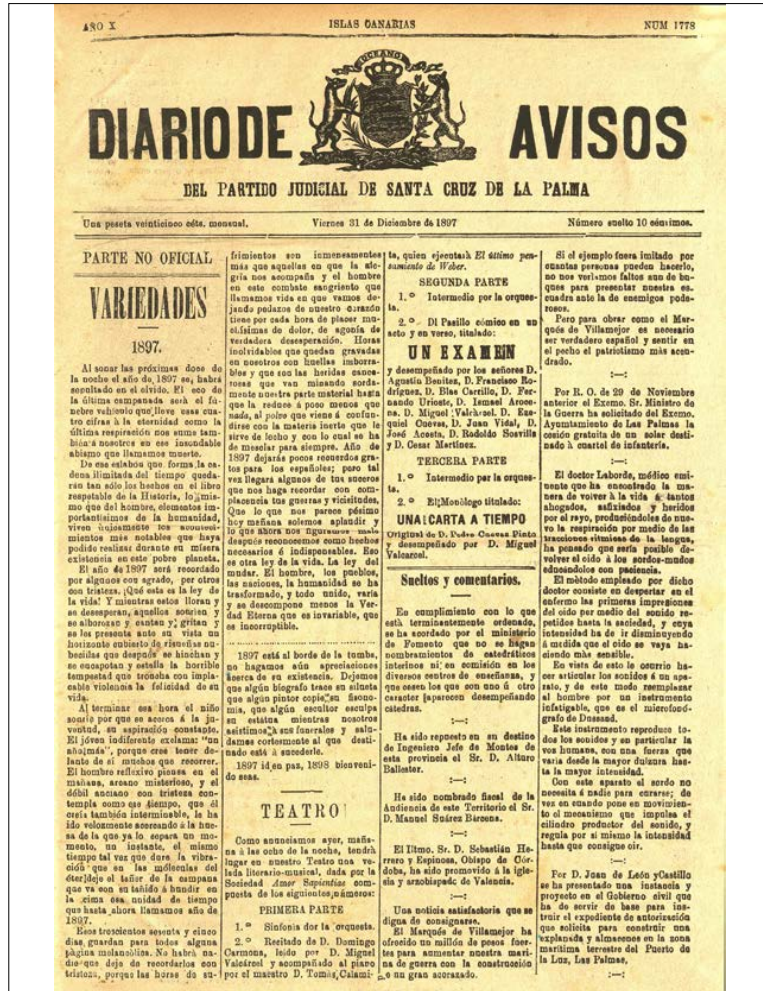 AÑO X
ISLAS CANARIAS
NUM 1778
OCEANO
DIARIO DE AVISOS
DEL PARTIDO JUDICIAL DE SANTA CRUZ DE LA PALMA
Una peseta veinticinco céts. mensual.
Viernes 31 de Diciembre de 1897
Número suelto 10 céntimos.
PARTE NO OFICIAL
VARIEDADES
1897.
Al sonar las próximas doce de
la noche el año de 1897 se habrá
sepultado en el olvido. El eco de
la última campanada será el fú-
nebre vehículo que lleve esas cua-
tro cifras à la eternidad como la
última respiración nos sume tam-
bién à nosotros en ese insondable
abismo que llamamos muerte.
De ese eslabon que forma la ca-
dena ilimitada del tiempo queda-
rán tan sólo los hechos en el libro
respetable de la Historia, lo mis-
mo que del hombre, elementos im-
portantísimos de la humanidad,
viven únicamente los aconteci-
mientos más notables que haya
podido realizar durante su mísera
existencia en este pobre planeta.
El año de 1897 será recordado
por algunos con agrado, por otros
con tristeza. ¡Qué esta es la ley de
la vida! Y mientras estos lloran y
se desesperan, aquellos sonrien y
se alborozan y cantan y gritan y
se les presenta ante su vista un
horizonte cubierto de risueñas nu-
becillas que después se hinchan y
se encapotan y estalla la horrible
tempestad que troncha con impla-
cable violencia la felicidad de su
vida.
Al terminar esa hora el niño
sonríe por que se acerca á la ju-
ventud, su aspiración constante.
El jóven indiferente exclama: "un
año más", porque cree tener de-
lante de sí muchos que recorrer.
El hombre reflexivo piensa en el
mañana, arcano misterioso, y el
débil anciano con tristeza con-
templa como ese tiempo, que él
creía también interminable, le ha
ido velozmente acercando á la hue-
sa de la que ya lo separa un mo-
mento, un instante, el mismo
tiempo tal vez que dure la vibra-
ción que en las moléculas del
éter deje el tañer de la campana
que va con su tañido á hundir en
la cima esa unidad de tiempo
que hasta ahora llamamos año de
1897.
Esos trescientos sesenta y cinco
dias guardan para todos alguna
pàgina melancólica. No habrá na-
die que deje de recordarlos con
tristeza, porque las horas de su-
frimientos son inmensamente
más que aquellas en que la ale-
gría nos acompaña y el hombre
en este combate sangriento que
llamamos vida en que vamos de-
jando pedazos de nuestro corazón
tiene por cada hora de placer mu-
chísimas de dolor, de agonía de
verdadera desesperación. Horas
inolvidables que quedan gravadas
en nosotros con huellas imborra-
bles y que son las heridas cance-
rosas que van minando sorda-
mente nuestra parte material hasta
que la reduce á poco menos que
nada, al polvo que viene á confun-
dirse con la materia inerte que le
sirve de lecho y con lo cual se ha
de mesclar para siempre. Año de
1897 dejarás pocos recuerdos gra-
tos para los españoles; pero tal
vez llegará alguno de tus sucesos
que nos haga recordar con com-
placencia tus guerras y vicisitudes.
Que lo que nos parece pésimo
hoy mañana solemos aplaudir y
lo que ahora nos figuramos malo
después reconocemos como hechos
necesarios é indispensables. Eso
es otra ley de la vida. La ley del
mudar. El hombre, los pueblos,
las naciones, la humanidad se ha
trasformado, y todo unido, varia
y se descompone menos la Ver-
dad Eterna que es invariable, que
es incorruptible.
1897 está al borde de la tumba,
no hagamos aún apreciaciones
acerca de su existencia. Dejemos
que algún biógrafo trace su silueta
que algún pintor copie su fisono-
mia, que algún escultor esculpa
su estátua mientras nosotros
asistimos á sus funerales y salu-
damos cortesmente al que desti-
nado está á sucederle.
1897 id en paz, 1898 bienveni-
do seas.
TEATRO
Como anunciamos ayer, maña-
na à las ocho de la noche, tendrá
lugar en nuestro Teatro una ve-
lada literario-musical, dada por la
Sociedad Amor Sapientiae com-
puesta de los siguientes números:
PRIMERA PARTE
1.º Sinfonia dor la orquesta.
2.º Recitado de D. Domingo
Carmona, leido por D. Miguel
Valcárcel y acompañado al piano
por el maestro D. Tomás Calami-
ta, quien ejecutará El último pen-
samiento de Weber.
SEGUNDA PARTE
1.º Intermedio por la orques-
ta.
2.º Dl Pasillo cómico en un
acto y en verso, titulado:
UN EXAMEN
y desempeñado por los señores D.
Agustin Benitez, D. Francisco Ro-
driguez, D. Blas Carrillo, D. Fer-
nando Urioste, D. Ismael Aroce-
na, D. Miguel Valcárcel, D. Eze-
quiel Cuevas, D. Juan Vidal, D.
José Acosta, D. Rodoldo Sosvilla
y D. Cesar Martinez.
TERCERA PARTE
1.º Intermedio por la orques-
ta.
2.º El Monòlogo titulado:
UNA CARTA A TIEMPO
Original de D. Pedro Cuevas Pinto
y desempeñado por D. Miguel
Valcarcel.
Sueltos y comentarios.
En cumplimiento con lo que
està terminantemente ordenado,
se ha acordado por el ministerio
de Fomento que no se hagan
nombramientos de catedráticos
interinos ni en comisión en los
diversos centros de enseñanza, y
que cesen los que con uno ú otro
carácter aparecen desempeñando
cátedras.
:—:
Ha sido repuesto en su destino
de Ingeniero Jefe de Montes de
esta provincia el Sr. D. Arturo
Ballester.
:—:
Ha sido nombrado fiscal de la
Audiencia de este Territorio el Sr.
D. Manuel Suárez Bárcena.
:—:
El Iltmo. Sr. D. Sebastián He-
rrero y Espinosa, Obispo de Cór-
doba, ha sido promovido á la igle-
sia y arzobispado de Valencia.
:—:
Una noticia satisfactoria que se
digna de consignarse.
El Marqués de Villamejor ha
ofrecido un millón de pesos fuer-
tes para aumentar nuestra mari-
na de guerra con la construcción
de un gran acorazado.
Si el ejemplo fuera imitado por
cuantas personas pueden hacerlo,
no nos veríamos faltos aun de bu-
ques para presentar nuestra es-
cuadra ante la de enemigos pode-
rosos.
Pero para obrar como el Mar-
qués de Villamejor es necesario
ser verdadero español y sentir en
el pecho el patriotismo más acen-
drado.
:—:
Por R. O. de 29 de Noviembre
anterior el Exemo. Sr. Ministro de
la Guerra ha solicitado del Exemo.
Ayuntamiento de Las Palmas la
cesión gratuita de un solar desti-
nado à cuartel de infantería.
:—:
El doctor Laborde, médico emi-
nente que ha encontrado la ma-
nera de volver à la vida á tantos
ahogados, asfixiados y heridos
por el rayo, produciéndoles de nue-
vo la respiración por medio de las
tracciones ritmicas de la lengua,
ha pensado que sería posible de-
volver el oido à los sordos-mudos
educándolos con paciencia.
El método empleado por dicho
doctor consiste en despertar en el
enfermo las primeras impresiones
del oido por medio del sonido re-
petidos hasta la saciedad, y cuya
intensidad ha de ir disminuyendo
á medida que el oido se vaya ha-
ciendo más sensible.
En vista de esto le ocurrio ha-
cer articular los sonidos á un apa-
rato, y de este modo reemplazar
al hombre por un instrumento
infatigable, que es el microfonó-
grafo de Dussaud.
Este instrumento reproduce to-
dos los sonidos y en particular la
voz humana, con una fuerza que
varia desde la mayor dulzura has-
ta la mayor intensidad.
Con este aparato el sordo no
necesita á nadie para curarse; de
vez en cuando pone en movimien-
to el mecanismo que impulsa el
cilindro productor del sonido, y
regula por si mismo la intensidad
hasta que consigue oir.
:—:
Por D. Juan de León y Castillo
se ha presentado una instancia y
proyecto en el Gobierno civil que
ha de servir de base para ins-
truir el expediente de autorización
que solicita para construir una
explanada y almacenes en la zona
marítima terrestre del Puerto de
la Luz, Las Palmas.
:—: